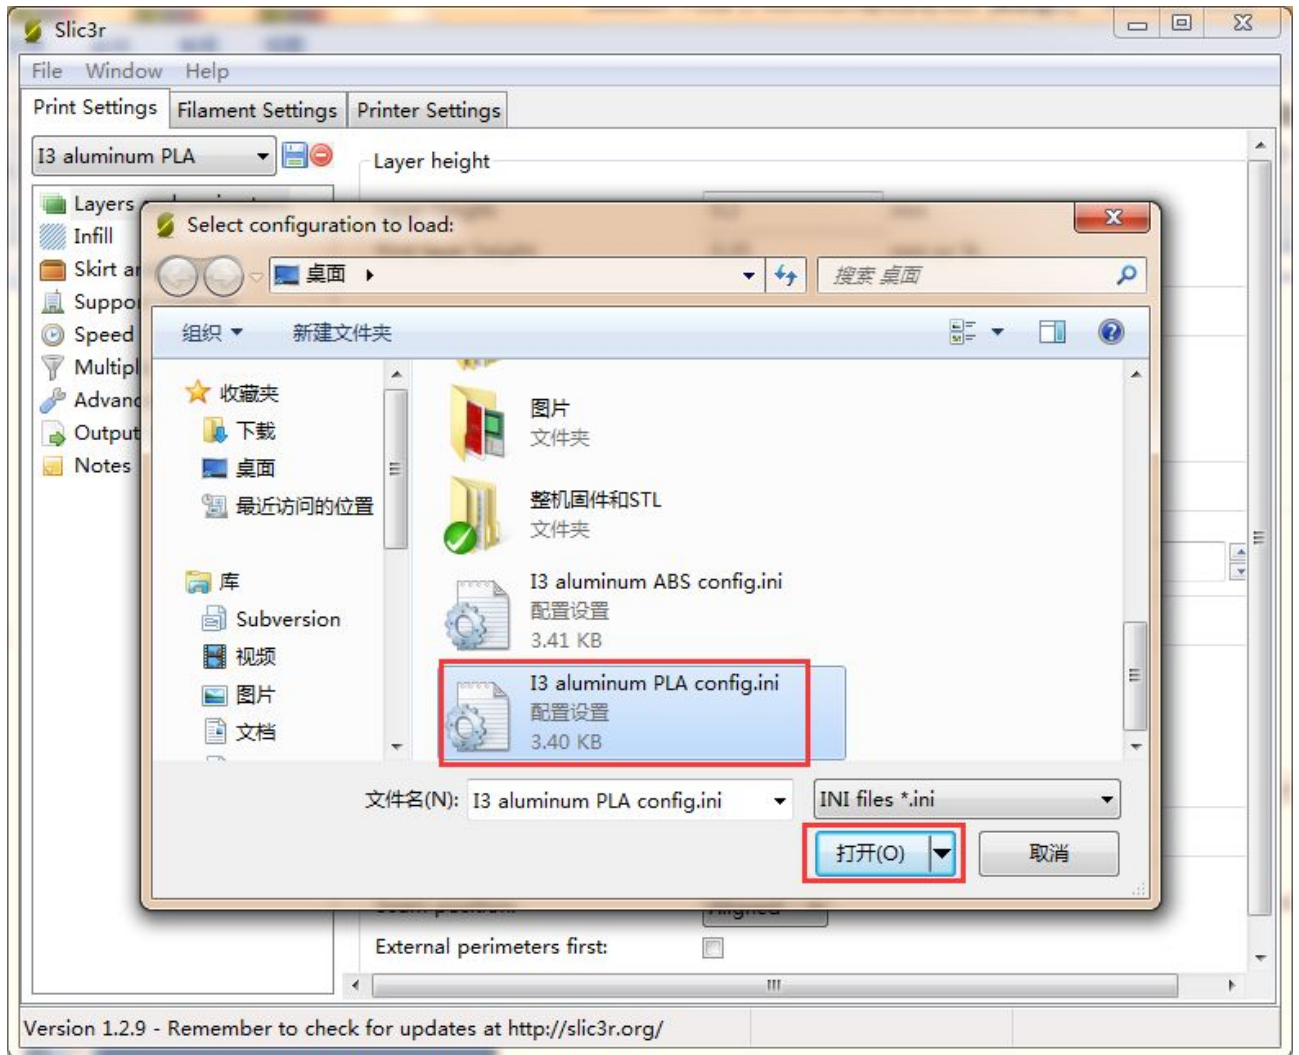 Slic3r
File Window Help
Print Settings Filament Settings Printer Settings
I3 aluminum PLA
Layer height
Layers
Infill
Skirt
Speed
Output
Notes
Select configuration to load:
桌面
搜索 桌面
组织 新建文件夹
收藏夹
下载
桌面
最近访问的位置
库
Subversion
视频
图片
文档
图片
文件夹
整机固件和STL
文件夹
I3 aluminum ABS config.ini
配置设置
3.41 KB
I3 aluminum PLA config.ini
配置设置
3.40 KB
文件名(N): I3 aluminum PLA config.ini INI files *.ini
打开(O) 取消
External perimeters first:
Version 1.2.9 - Remember to check for updates at http://slic3r.org/